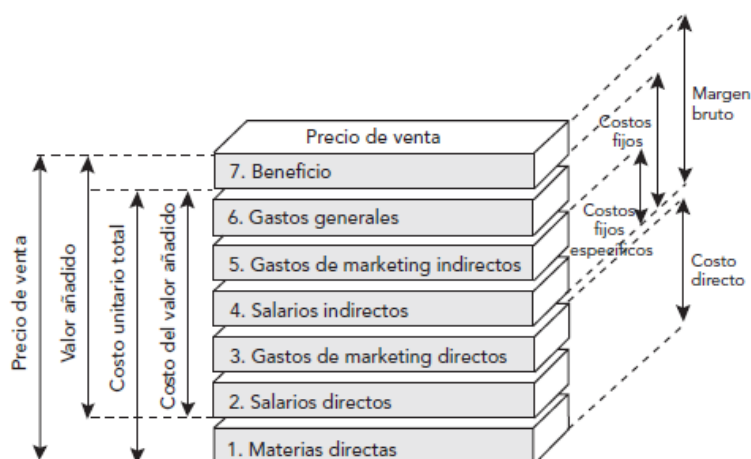 Precio de venta
7. Beneficio
6. Gastos generales
5. Gastos de marketing indirectos
4. Salarios indirectos
3. Gastos de marketing directos
2. Salarios directos
1. Materias directas
Precio de venta
Valor añadido
Costo unitario total
Costo del valor añadido
Costos
fijos
Costos
fijos
específicos
Margen
bruto
Costo
directo